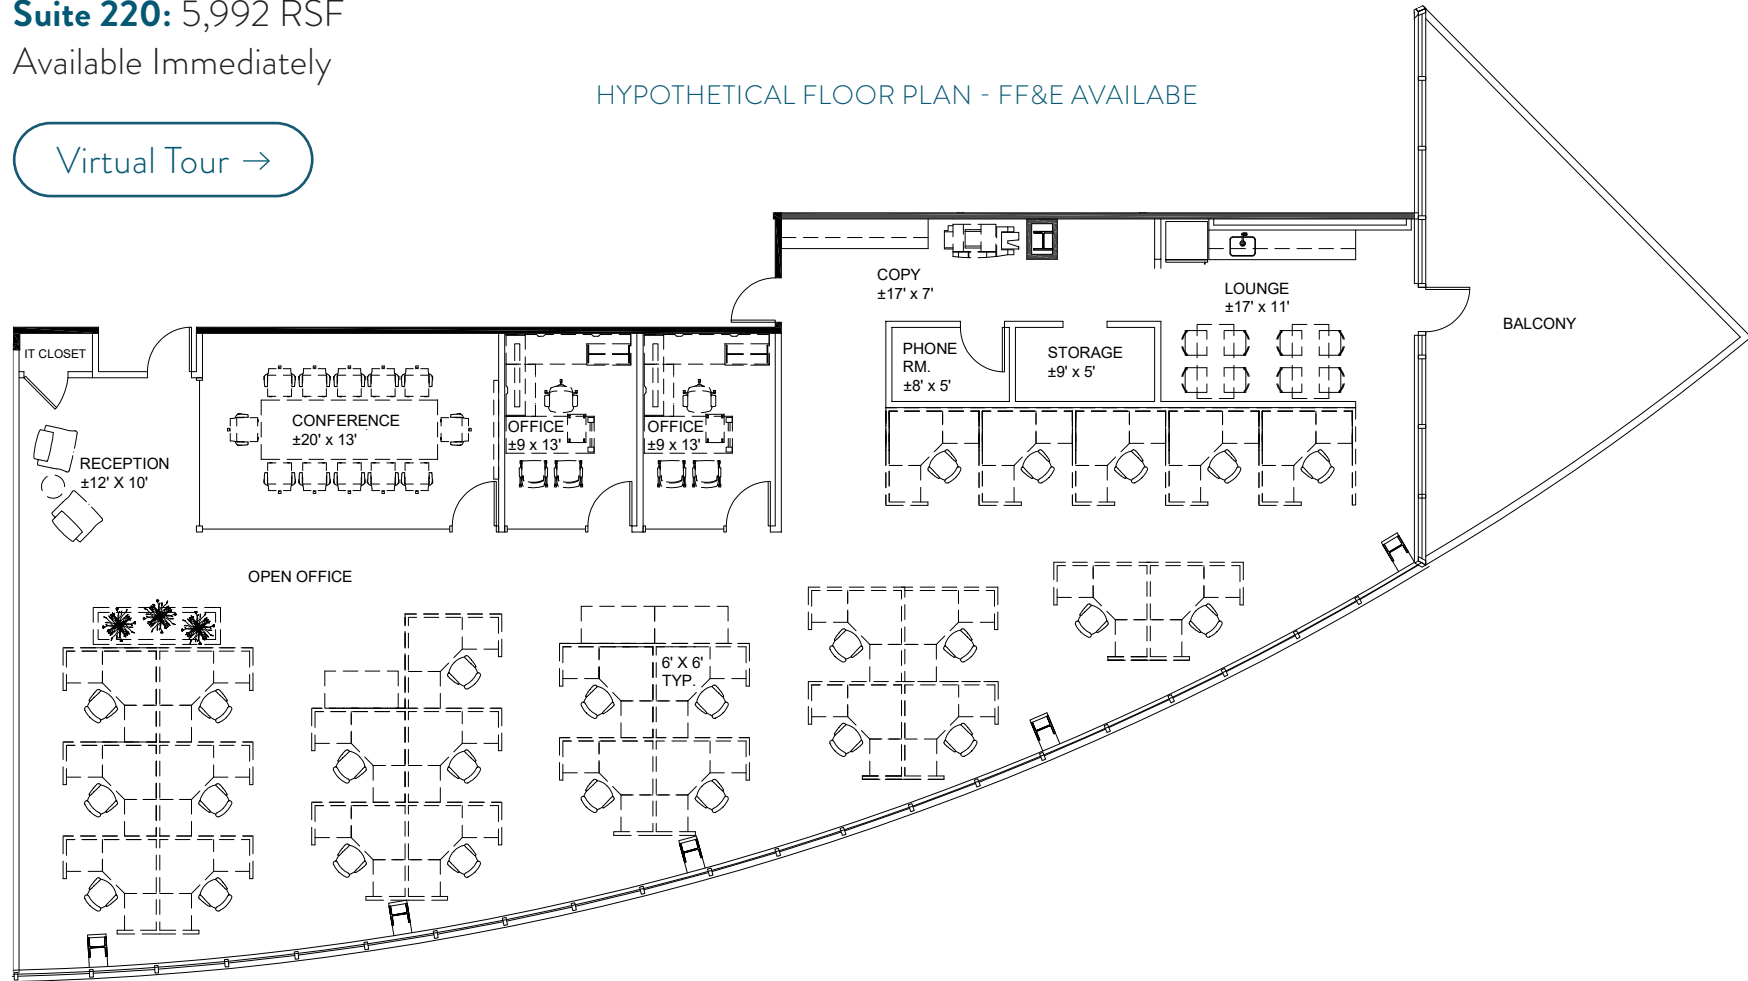 Suite 220: 5,992 RSF
Available Immediately
HYPOTHETICAL FLOOR PLAN - FF&E AVAILABE
Virtual Tour →
COPY
±17' x 7'
LOUNGE
±17' x 11'
BALCONY
IT CLOSET
PHONE
RM.
±8' x 5'
STORAGE
±9' x 5'
CONFERENCE
±20' x 13'
OFFICE
±9 x 13'
OFFICE
±9 x 13'
RECEPTION
±12' X 10'
OPEN OFFICE
6' X 6'
TYP.